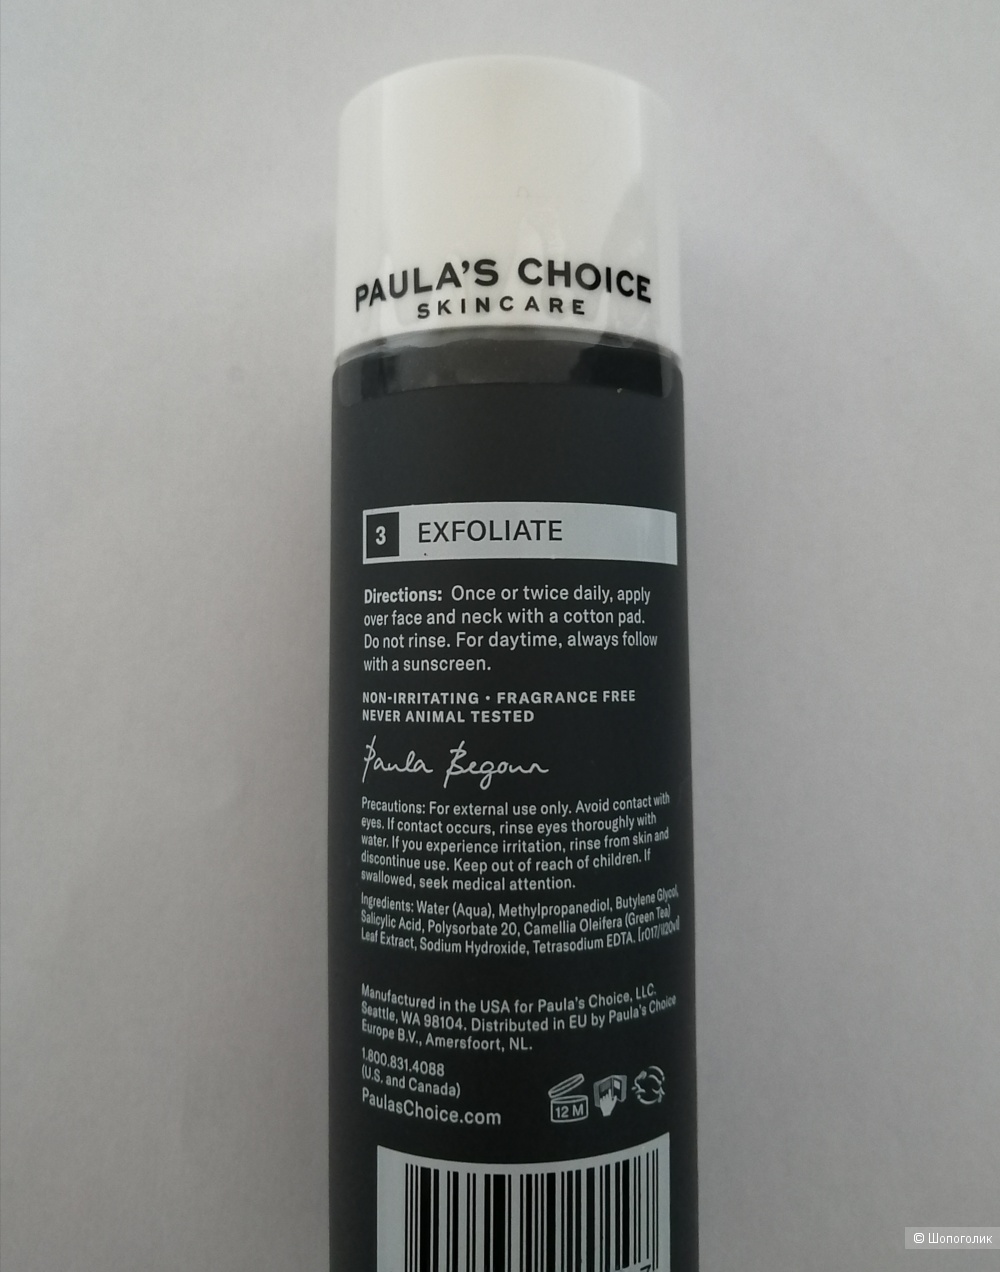 PAULA'S CHOICE
SKINCARE
3 EXFOLIATE
Directions: Once or twice daily, apply
over face and neck with a cotton pad.
Do not rinse. For daytime, always follow
with a sunscreen.
NON-IRRITATING • FRAGRANCE FREE
NEVER ANIMAL TESTED
Paula Begoun
Precautions: For external use only. Avoid contact with
eyes. If contact occurs, rinse eyes thoroughly with
water. If you experience irritation, rinse from skin and
discontinue use. Keep out of reach of children. If
swallowed, seek medical attention.
Ingredients: Water (Aqua), Methylpropanediol, Butylene Glycol,
Salicylic Acid, Polysorbate 20, Camellia Oleifera (Green Tea)
Leaf Extract, Sodium Hydroxide, Tetrasodium EDTA.
Manufactured in the USA for Paula's Choice, LLC.
Seattle, WA 98104. Distributed in EU by Paula's Choice
Europe B.V., Amersfoort, NL.
1.800.831.4088
(U.S. and Canada)
PaulasChoice.com
12 M
© Шопоголик